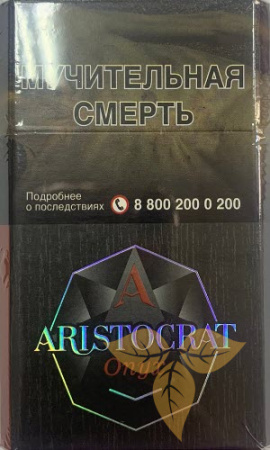 МУЧИТЕЛЬНАЯ
СМЕРТЬ
Подробнее
о последствиях 8 800 200 0 200
A
ARISTOCRAT
Onyx